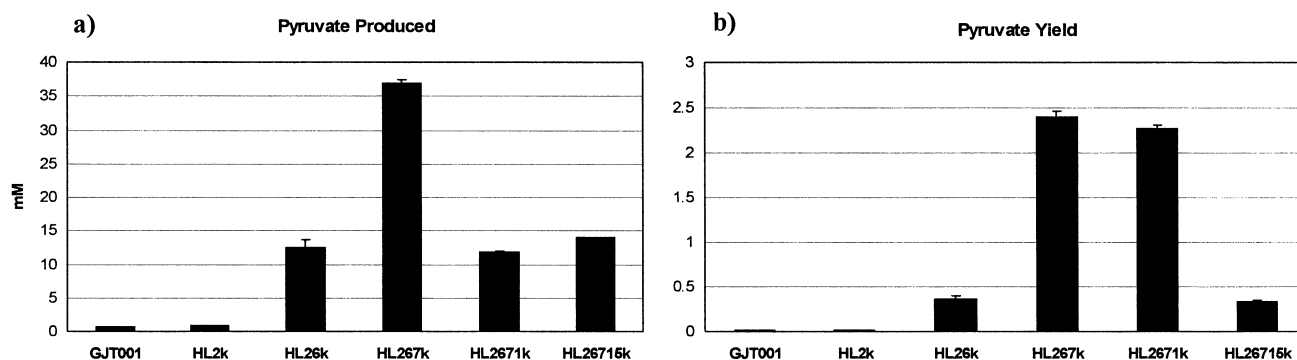 a)
Pyruvate Produced
40
35
30
25
20
15
10
5
0
mM
GJT001 HL2k HL26k HL267k HL2671k HL26715k
b)
Pyruvate Yield
3
2.5
2
1.5
1
0.5
0
GJT001 HL2k HL26k HL267k HL2671k HL26715k